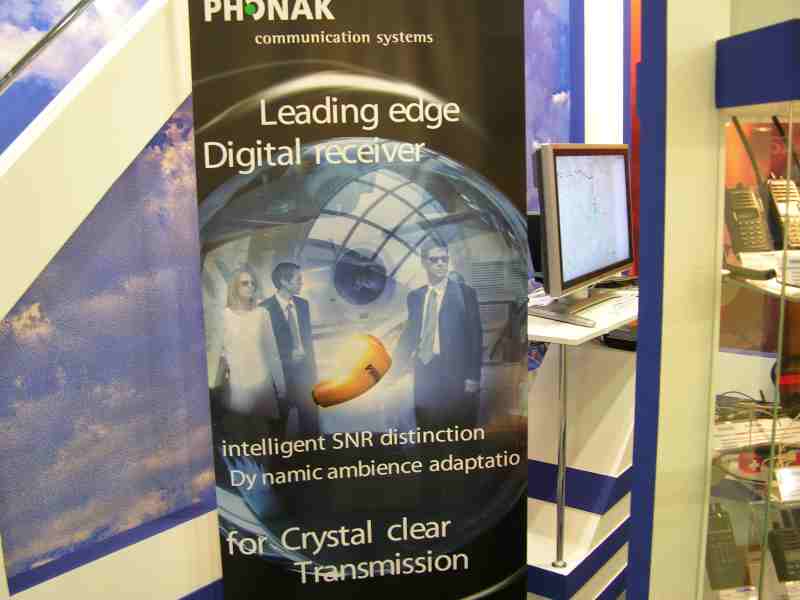 PHONAK
communication systems
Leading edge
Digital receiver
intelligent SNR distinction
Dy namic ambience adaptatio
for Crystal clear
Transmission